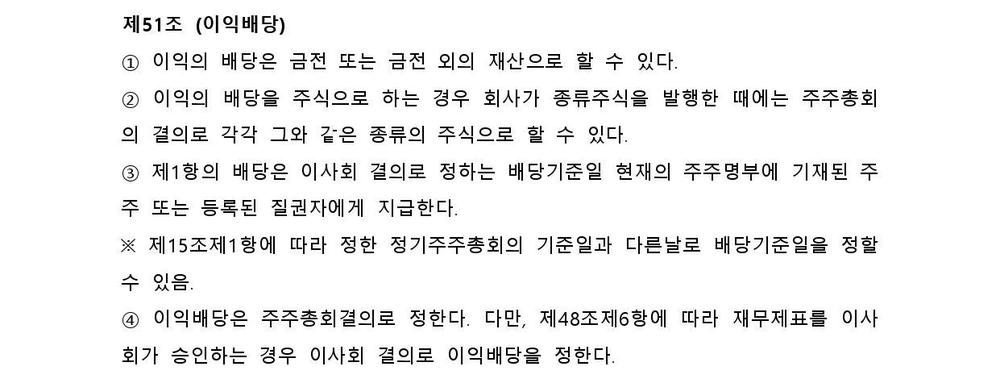 제51조 (이익배당)
① 이익의 배당은 금전 또는 금전 외의 재산으로 할 수 있다.
② 이익의 배당을 주식으로 하는 경우 회사가 종류주식을 발행한 때에는 주주총회
의 결의로 각각 그와 같은 종류의 주식으로 할 수 있다.
③ 제1항의 배당은 이사회 결의로 정하는 배당기준일 현재의 주주명부에 기재된 주
주 또는 등록된 질권자에게 지급한다.
※ 제15조제1항에 따라 정한 정기주주총회의 기준일과 다른날로 배당기준일을 정할
수 있음.
④ 이익배당은 주주총회결의로 정한다. 다만, 제48조제6항에 따라 재무제표를 이사
회가 승인하는 경우 이사회 결의로 이익배당을 정한다.